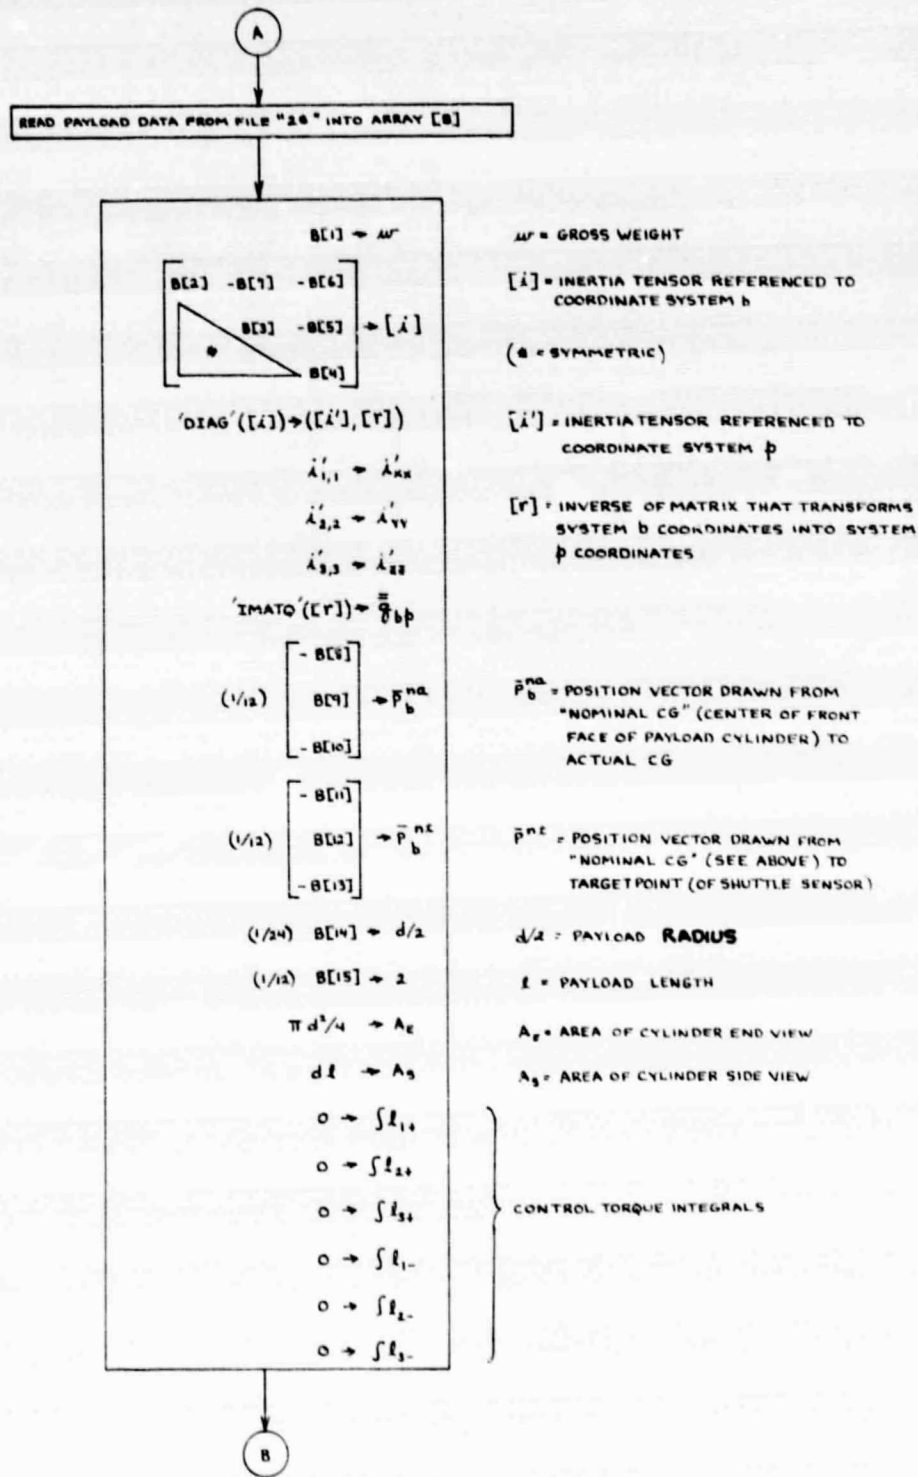 A
READ PAYLOAD DATA FROM FILE "26" INTO ARRAY [B]
B[1] → w
w = GROSS WEIGHT
B[2] -B[7] -B[6]
B[3] -B[5] → [i]
* B[4]
[i] = INERTIA TENSOR REFERENCED TO
COORDINATE SYSTEM b
(* = SYMMETRIC)
'DIAG'([i]) → ([i'], [r])
[i'] = INERTIA TENSOR REFERENCED TO
COORDINATE SYSTEM p
i'1,1 → i'xx
i'2,2 → i'YY
i'3,3 → i'zz
[r] = INVERSE OF MATRIX THAT TRANSFORMS
SYSTEM b COORDINATES INTO SYSTEM
p COORDINATES
'IMATQ'([r]) → q̿bp
- B[8]
(1/12) B[9] → p̄b^na
- B[10]
p̄b^na = POSITION VECTOR DRAWN FROM
"NOMINAL CG" (CENTER OF FRONT
FACE OF PAYLOAD CYLINDER) TO
ACTUAL CG
- B[11]
(1/12) B[12] → p̄b^nt
- B[13]
p̄^nt = POSITION VECTOR DRAWN FROM
"NOMINAL CG" (SEE ABOVE) TO
TARGET POINT (OF SHUTTLE SENSOR)
(1/24) B[14] → d/2
d/2 = PAYLOAD RADIUS
(1/12) B[15] → 2
ℓ = PAYLOAD LENGTH
π d²/4 → AE
AE = AREA OF CYLINDER END VIEW
dℓ → AS
AS = AREA OF CYLINDER SIDE VIEW
0 → ∫ℓ1+
0 → ∫ℓ2+
0 → ∫ℓ3+
CONTROL TORQUE INTEGRALS
0 → ∫ℓ1-
0 → ∫ℓ2-
0 → ∫ℓ3-
B